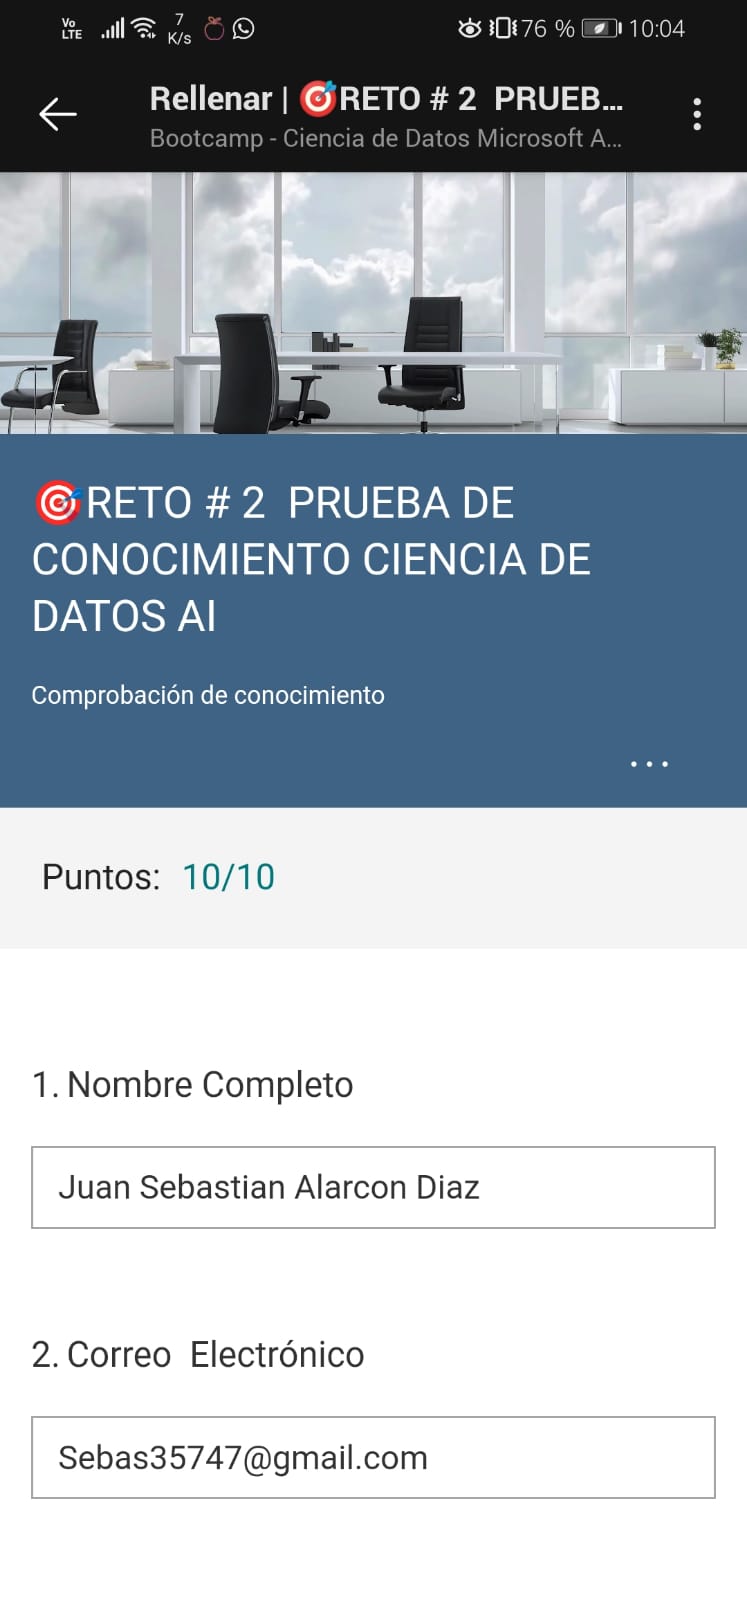 Vo
LTE
7
K/s
76 %
10:04
Rellenar | 🎯RETO # 2 PRUEB...
Bootcamp - Ciencia de Datos Microsoft A...
🎯RETO # 2 PRUEBA DE
CONOCIMIENTO CIENCIA DE
DATOS AI
Comprobación de conocimiento
...
Puntos: 10/10
1. Nombre Completo
Juan Sebastian Alarcon Diaz
2. Correo Electrónico
Sebas35747@gmail.com